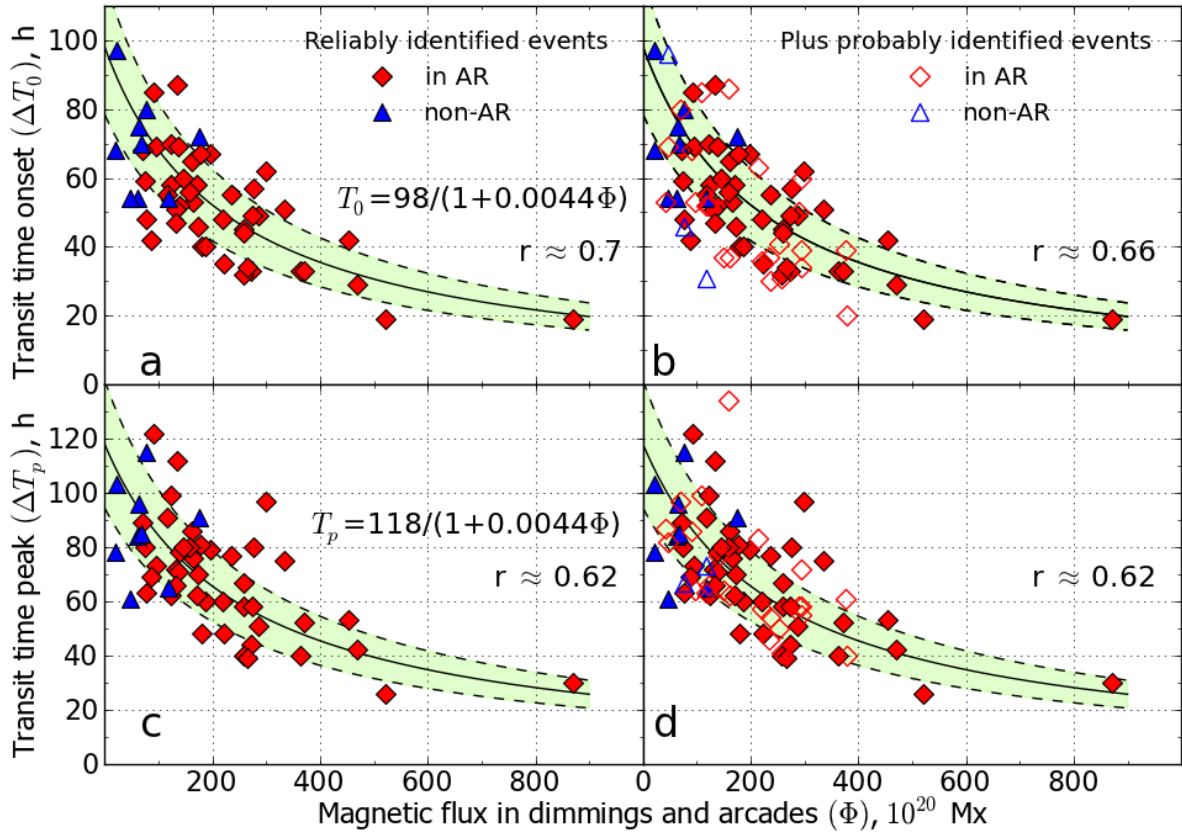 Transit time onset (ΔT₀), h
100
80
60
40
20
0
Reliably identified events
in AR
non-AR
T₀=98/(1+0.0044Φ)
r ≈ 0.7
a
Plus probably identified events
in AR
non-AR
r ≈ 0.66
b
Transit time peak (ΔTₚ), h
120
100
80
60
40
20
0
Tₚ=118/(1+0.0044Φ)
r ≈ 0.62
c
r ≈ 0.62
d
200 400 600 800 0 200 400 600 800
Magnetic flux in dimmings and arcades (Φ), 10²⁰ Mx